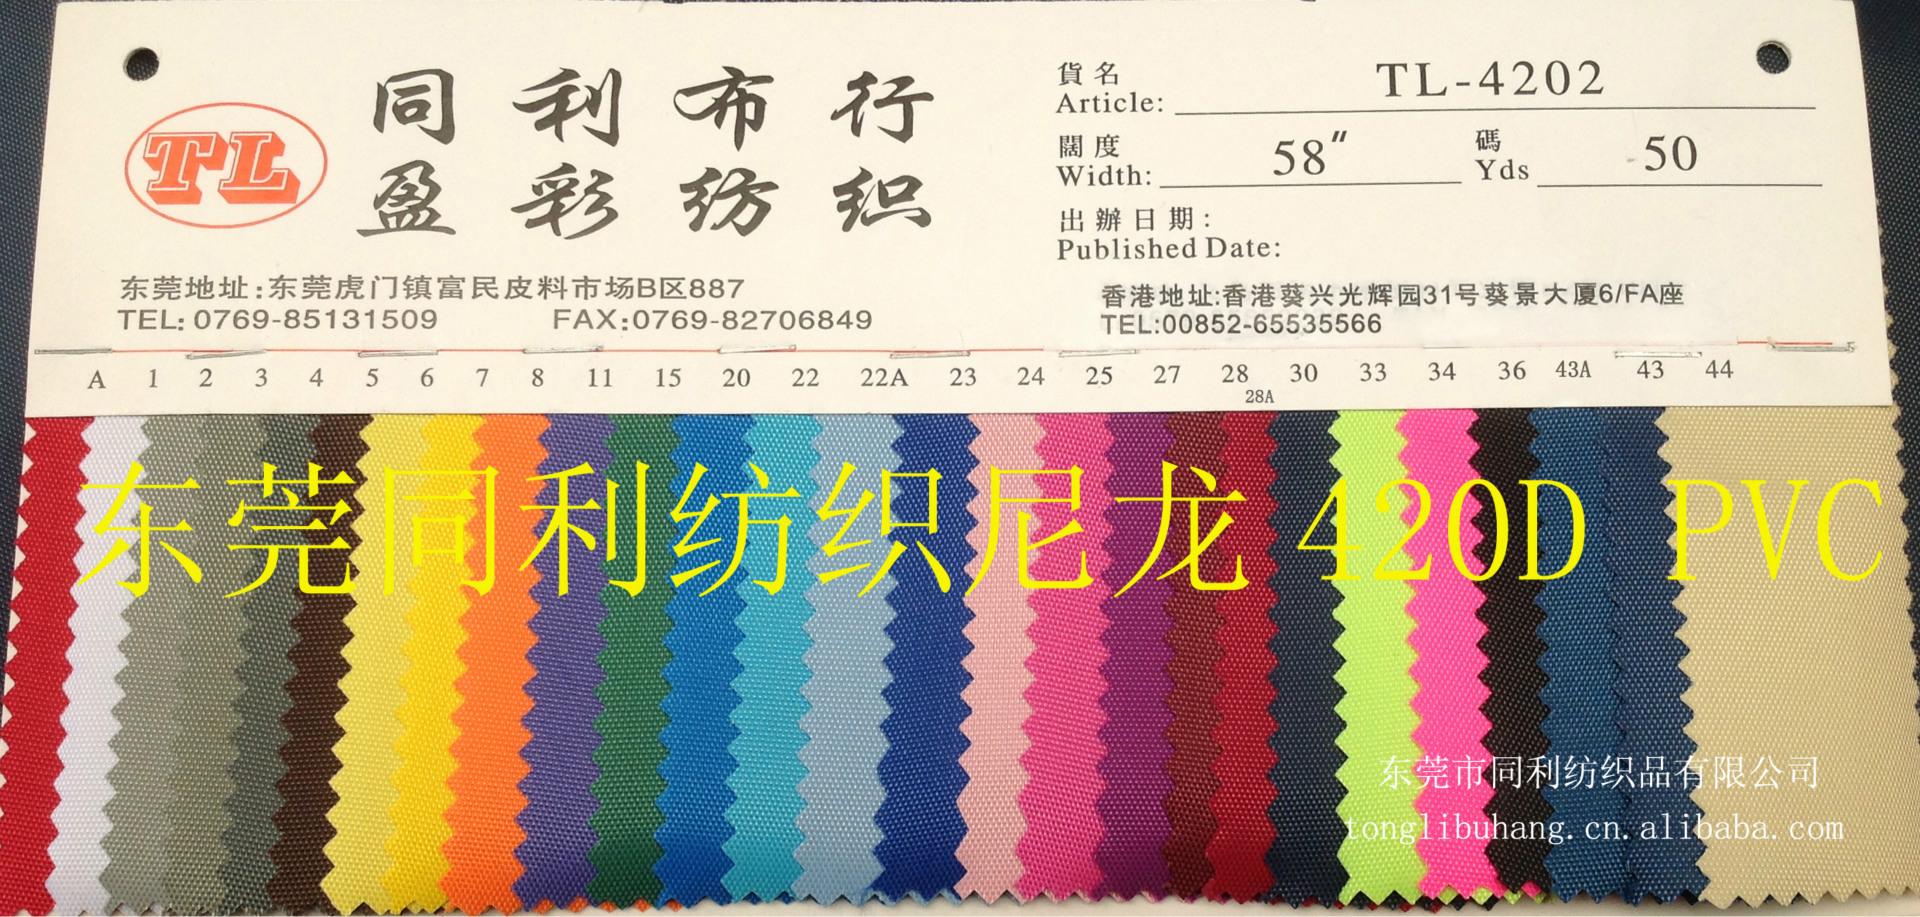 TL
同利布行
盈彩纺织
貨名
Article: TL-4202
闊度
Width: 58"
碼
Yds 50
出辦日期:
Published Date:
东莞地址:东莞虎门镇富民皮料市场B区887
TEL: 0769-85131509 FAX:0769-82706849
香港地址:香港葵兴光辉园31号葵景大厦6/FA座
TEL:00852-65535566
A 1 2 3 4 5 6 7 8 11 15 20 22 22A 23 24 25 27 28 30 33 34 36 43A 43 44
28A
东莞同利纺织尼龙420D PVC
东莞市同利纺织品有限公司
tonglibuhang.cn.alibaba.com